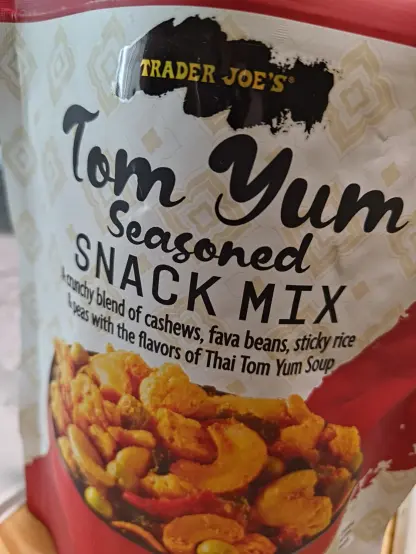 TRADER JOE'S®
Tom Yum
Seasoned
SNACK MIX
A crunchy blend of cashews, fava beans, sticky rice
& peas with the flavors of Thai Tom Yum Soup